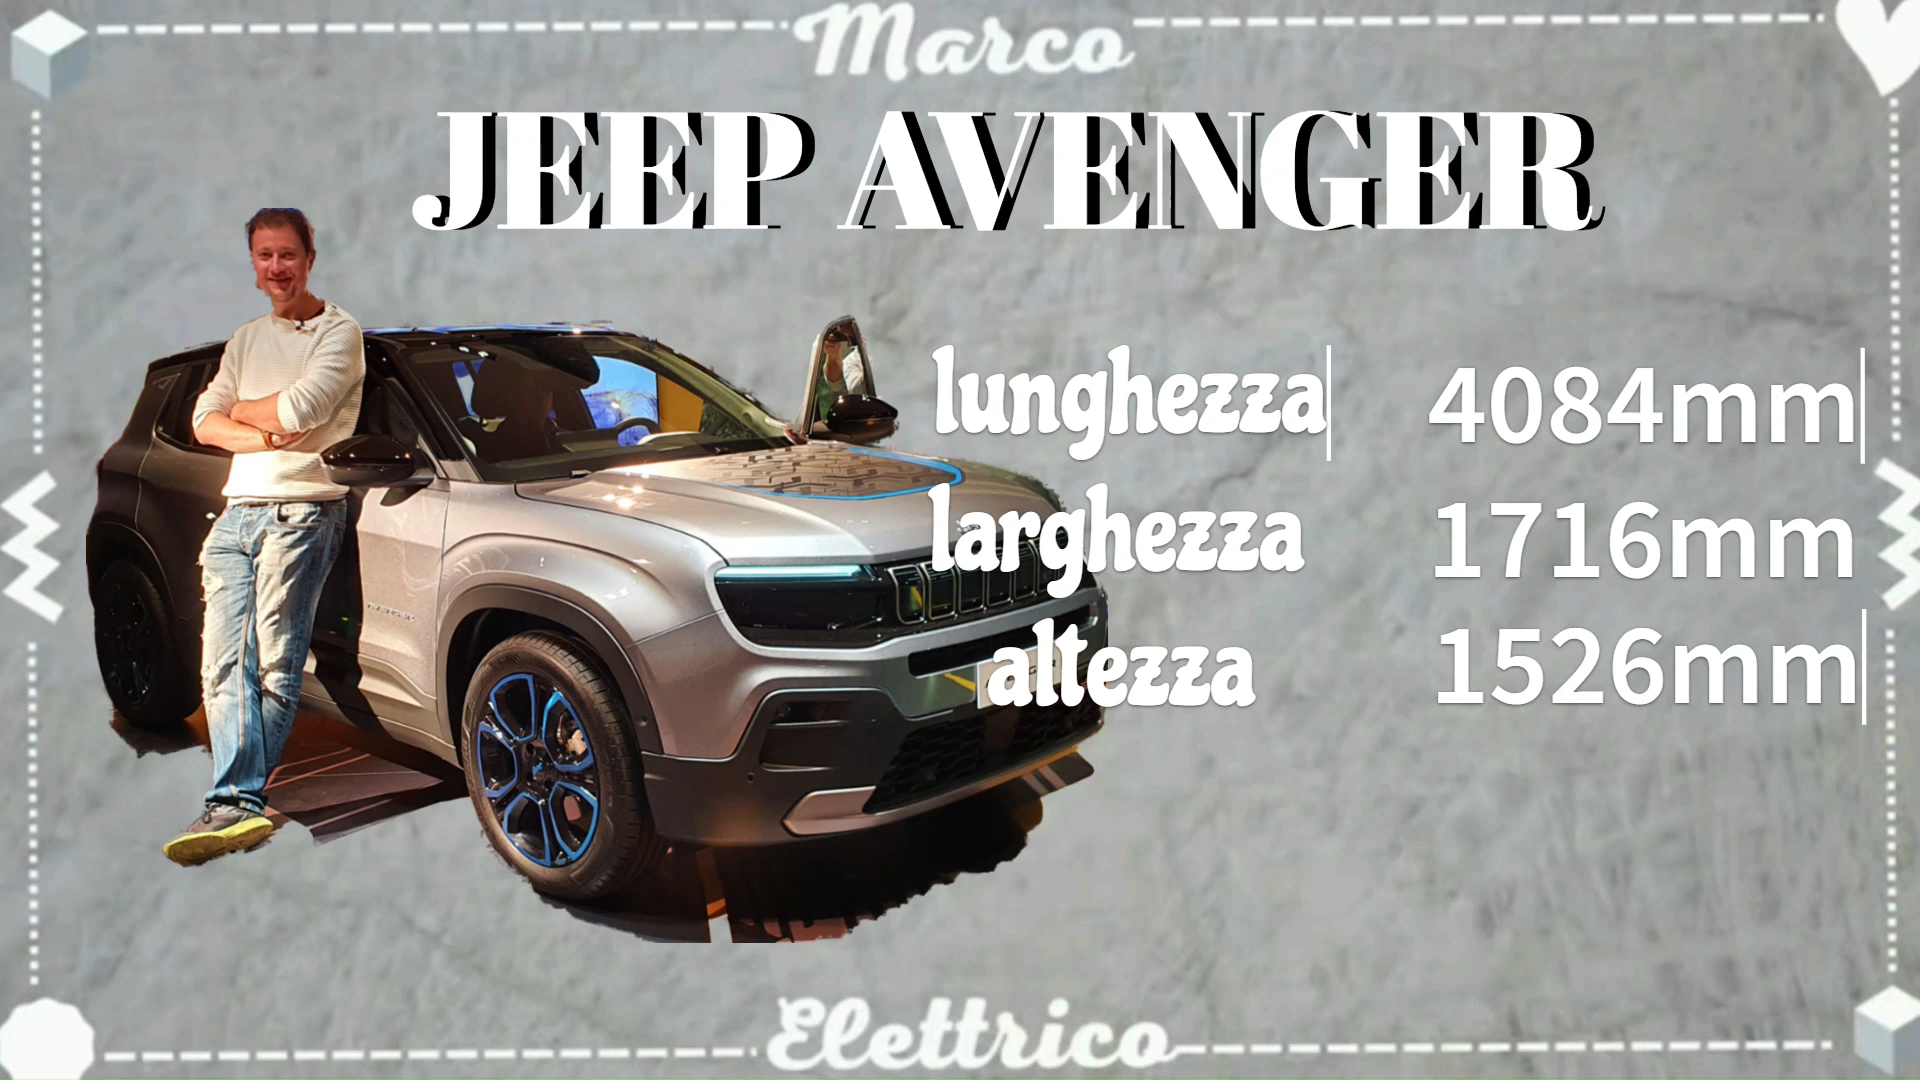 Marco
JEEP AVENGER
lunghezza 4084mm
larghezza 1716mm
altezza 1526mm
Elettrico